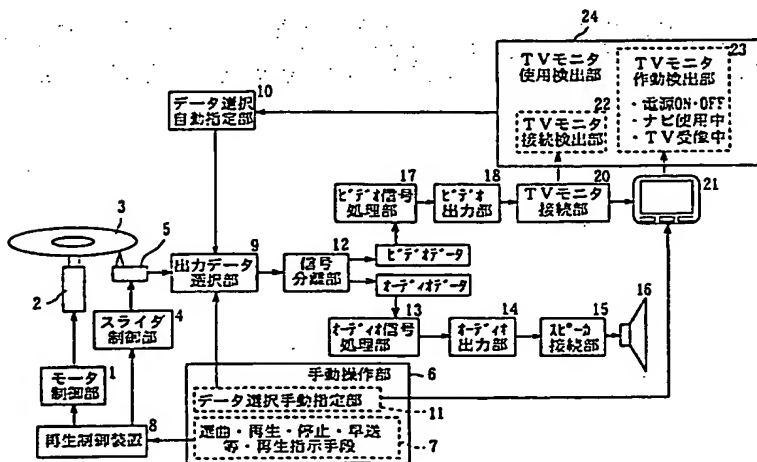 24
23
TVモニタ
使用検出部
TVモニタ
作動検出部
・電源ON・OFF
・ナビ使用中
・TV受像中
22
TVモニタ
接続検出部
10
データ選択
自動指定部
17
ビデオ信号
処理部
18
ビデオ
出力部
20
TVモニタ
接続部
21
3
5
9
出力データ
選択部
12
信号
分離部
ビデオデータ
オーディオデータ
2
4
スライダ
制御部
13
オーディオ信号
処理部
14
オーディオ
出力部
15
スピーカ
接続部
16
1
モータ
制御部
手動操作部
6
データ選択手動指定部
11
8
再生制御装置
選曲・再生・停止・早送
等・再生指示手段
7